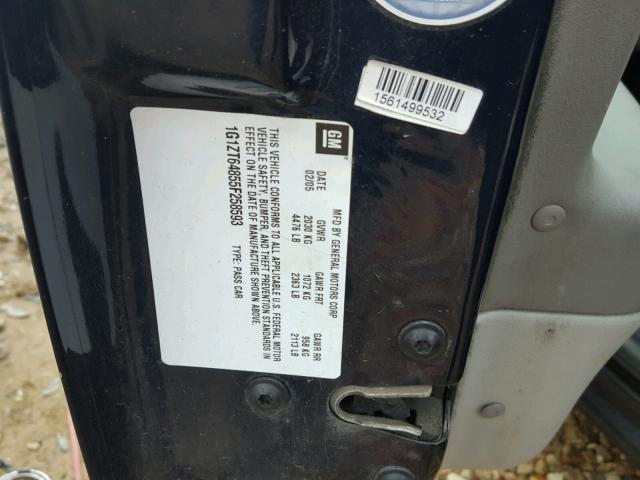 1561499532
GM
MFD BY GENERAL MOTORS CORP
DATE GVWR GAWR FRT GAWR RR
02/05 2030 KG 1072 KG 958 KG
4476 LB 2363 LB 2113 LB
THIS VEHICLE CONFORMS TO ALL APPLICABLE U.S. FEDERAL MOTOR
VEHICLE SAFETY, BUMPER, AND THEFT PREVENTION STANDARDS IN
EFFECT ON THE DATE OF MANUFACTURE SHOWN ABOVE.
1G1ZT64855F258593 TYPE: PASS CAR